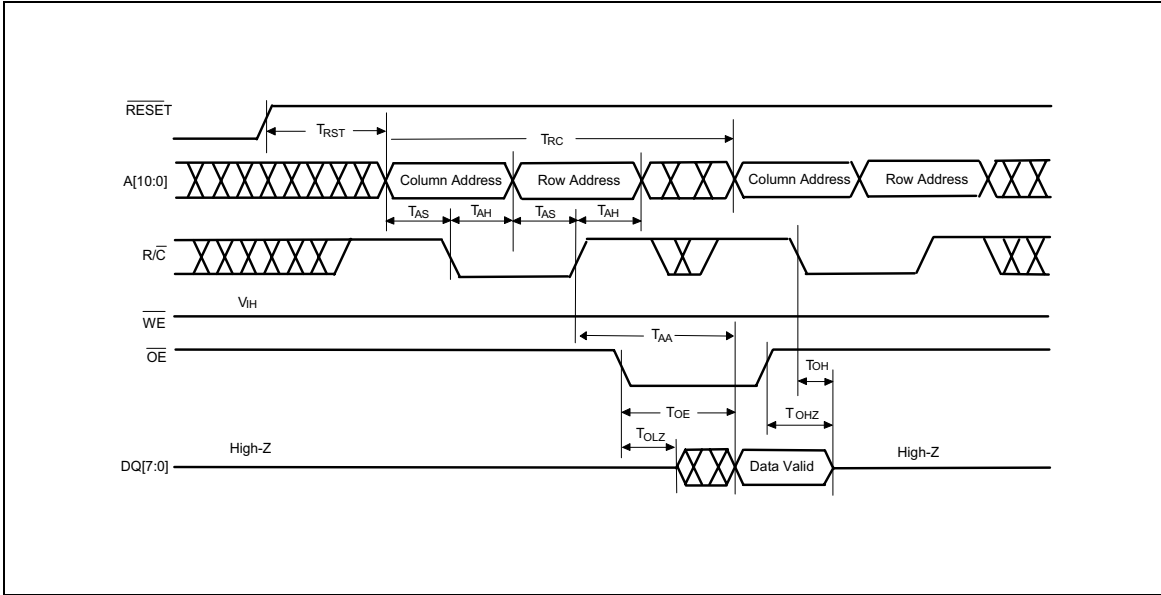 RESET
TRST
TRC
A[10:0]
Column Address
Row Address
Column Address
Row Address
TAS
TAH
TAS
TAH
R/C
VIH
WE
TAA
OE
TOH
TOE
TOHZ
TOLZ
High-Z
High-Z
DQ[7:0]
Data Valid